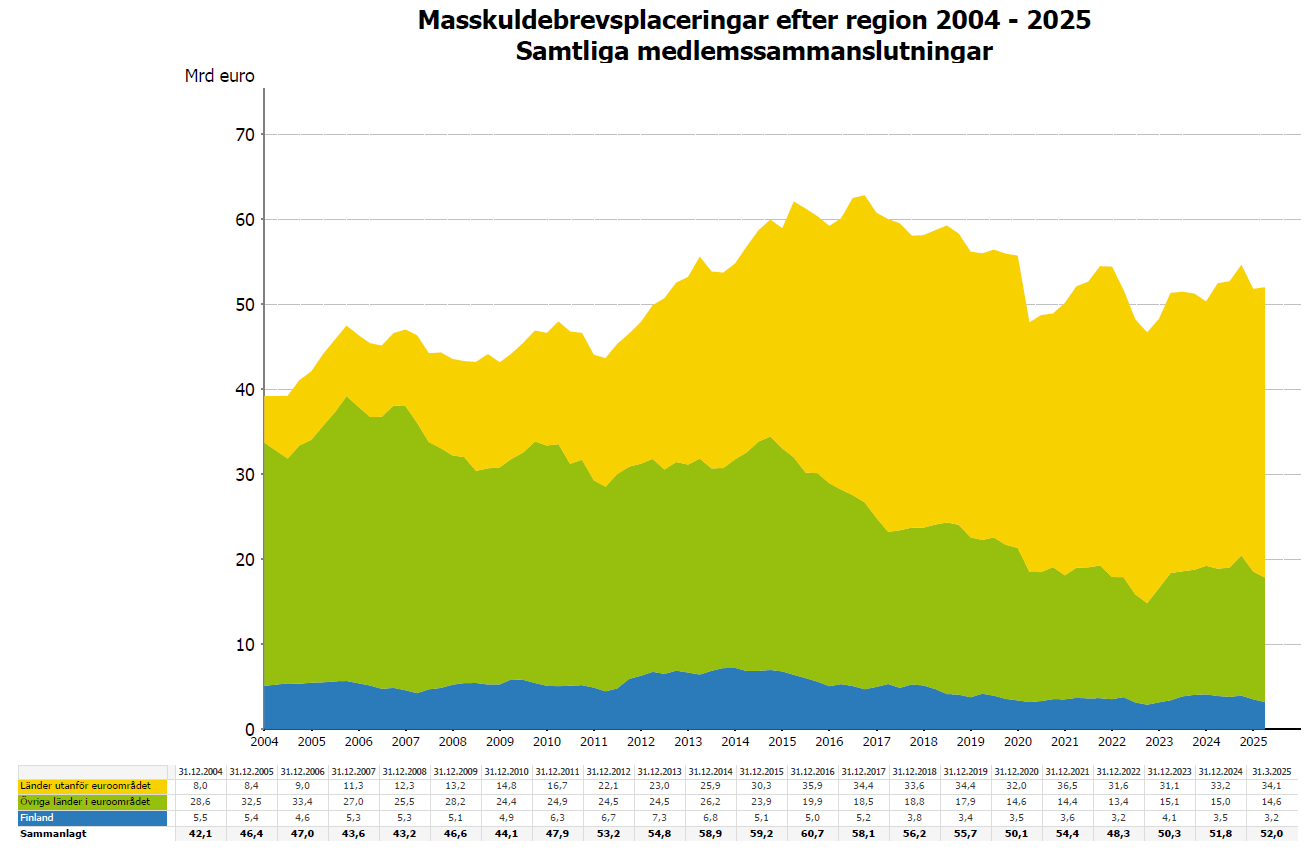 Masskuldebrevsplaceringar efter region 2004 - 2025
Samtliga medlemssammanslutningar
Mrd euro
70
60
50
40
30
20
10
0
2004 2005 2006 2007 2008 2009 2010 2011 2012 2013 2014 2015 2016 2017 2018 2019 2020 2021 2022 2023 2024 2025
31.12.2004 31.12.2005 31.12.2006 31.12.2007 31.12.2008 31.12.2009 31.12.2010 31.12.2011 31.12.2012 31.12.2013 31.12.2014 31.12.2015 31.12.2016 31.12.2017 31.12.2018 31.12.2019 31.12.2020 31.12.2021 31.12.2022 31.12.2023 31.12.2024 31.3.2025
Länder utanför euroområdet 8,0 8,4 9,0 11,3 12,3 13,2 14,8 16,7 22,1 23,0 25,9 30,3 35,9 34,4 33,6 34,4 32,0 36,5 31,6 31,1 33,2 34,1
Övriga länder i euroområdet 28,6 32,5 33,4 27,0 25,5 28,2 24,4 24,9 24,5 24,5 26,2 23,9 19,9 18,5 18,8 17,9 14,6 14,4 13,4 15,1 15,0 14,6
Finland 5,5 5,4 4,6 5,3 5,3 5,1 4,9 6,3 6,7 7,3 6,8 5,1 5,0 5,2 3,8 3,4 3,5 3,6 3,2 4,1 3,5 3,2
Sammanlagt 42,1 46,4 47,0 43,6 43,2 46,6 44,1 47,9 53,2 54,8 58,9 59,2 60,7 58,1 56,2 55,7 50,1 54,4 48,3 50,3 51,8 52,0